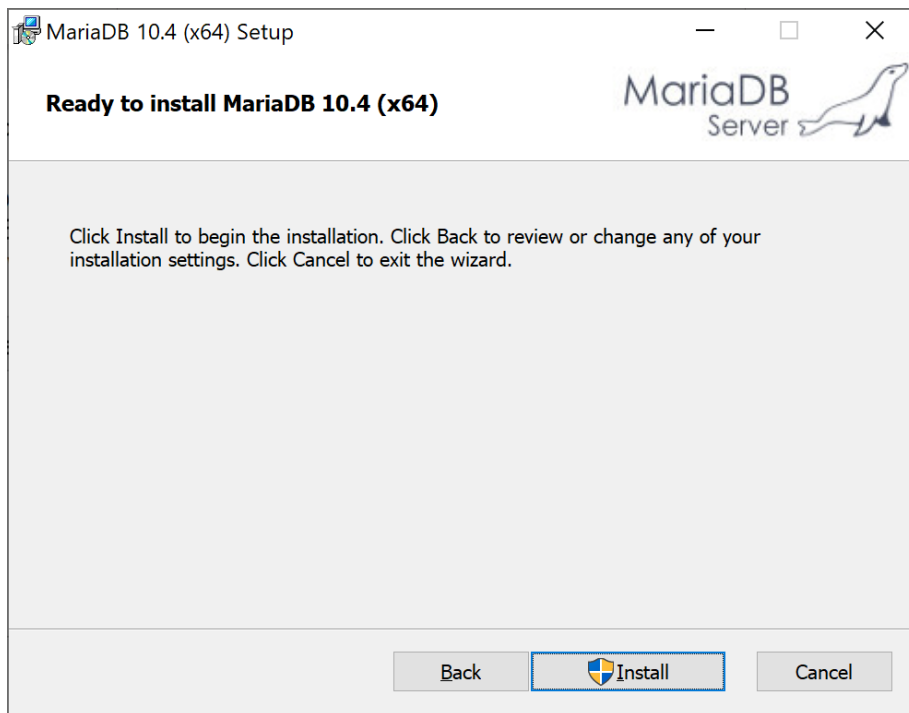 MariaDB 10.4 (x64) Setup
Ready to install MariaDB 10.4 (x64)
MariaDB
Server
Click Install to begin the installation. Click Back to review or change any of your
installation settings. Click Cancel to exit the wizard.
Back
Install
Cancel